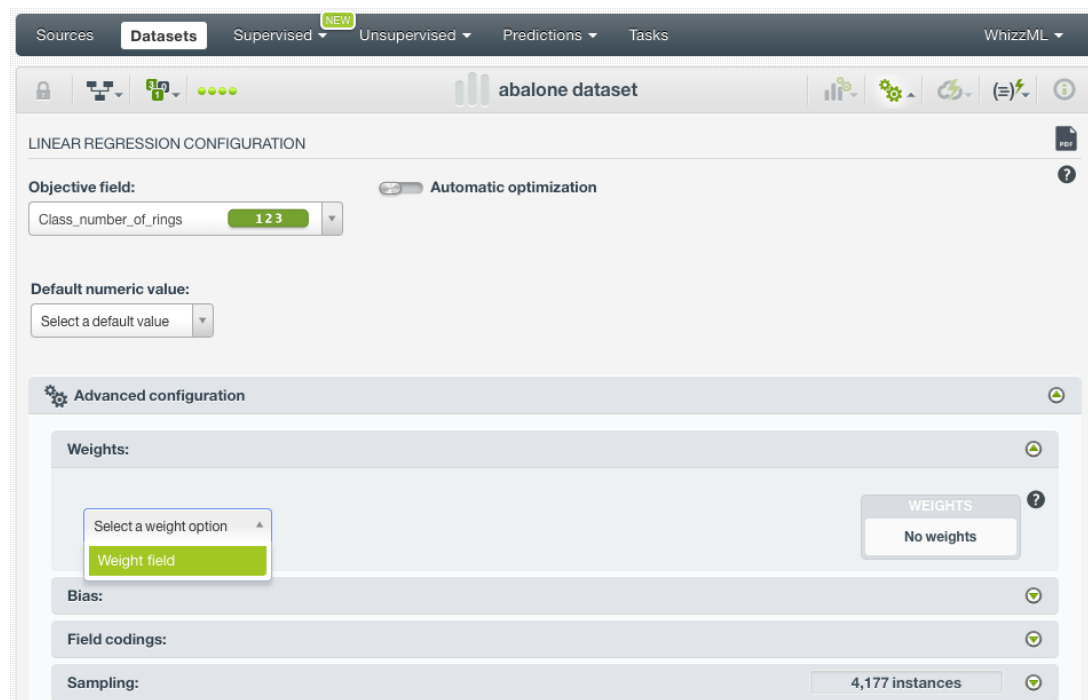 NEW
Sources Datasets Supervised Unsupervised Predictions Tasks WhizzML
abalone dataset
LINEAR REGRESSION CONFIGURATION
PDF
Objective field:
Automatic optimization
Class_number_of_rings 123
Default numeric value:
Select a default value
Advanced configuration
Weights:
WEIGHTS
Select a weight option
No weights
Weight field
Bias:
Field codings:
Sampling: 4,177 instances